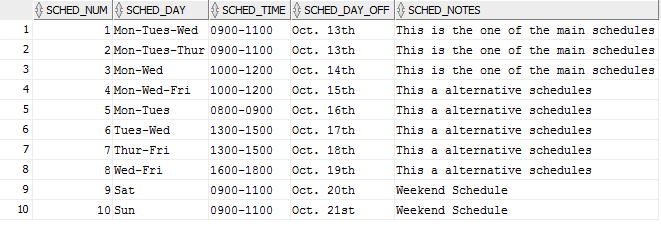 SCHED_NUM SCHED_DAY SCHED_TIME SCHED_DAY_OFF SCHED_NOTES
1 1 Mon-Tues-Wed 0900-1100 Oct. 13th This is the one of the main schedules
2 2 Mon-Tues-Thur 0900-1100 Oct. 13th This is the one of the main schedules
3 3 Mon-Wed 1000-1200 Oct. 14th This is the one of the main schedules
4 4 Mon-Wed-Fri 1000-1200 Oct. 15th This a alternative schedules
5 5 Mon-Tues 0800-0900 Oct. 16th This a alternative schedules
6 6 Tues-Wed 1300-1500 Oct. 17th This a alternative schedules
7 7 Thur-Fri 1300-1500 Oct. 18th This a alternative schedules
8 8 Wed-Fri 1600-1800 Oct. 19th This a alternative schedules
9 9 Sat 0900-1100 Oct. 20th Weekend Schedule
10 10 Sun 0900-1100 Oct. 21st Weekend Schedule